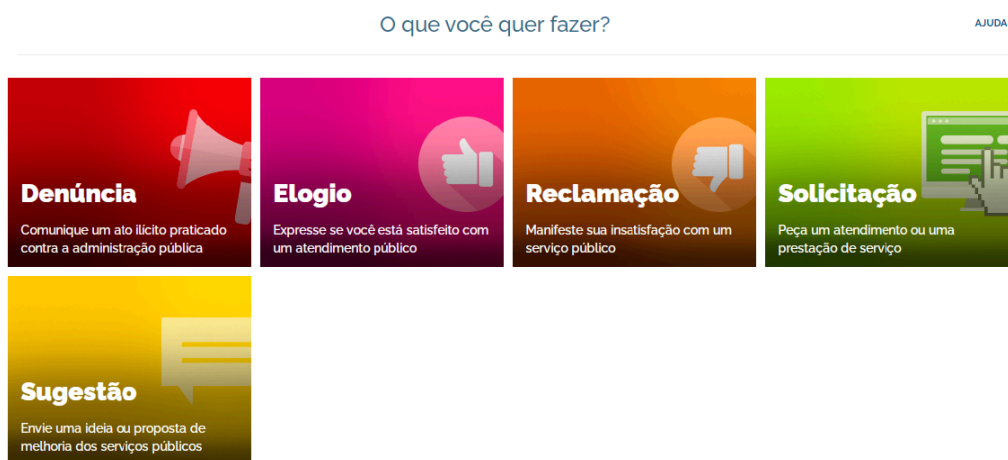 O que você quer fazer?
AJUDA
Denúncia
Comunique um ato ilícito praticado
contra a administração pública
Elogio
Expresse se você está satisfeito com
um atendimento público
Reclamação
Manifeste sua insatisfação com um
serviço público
Solicitação
Peça um atendimento ou uma
prestação de serviço
Sugestão
Envie uma ideia ou proposta de
melhoria dos serviços públicos